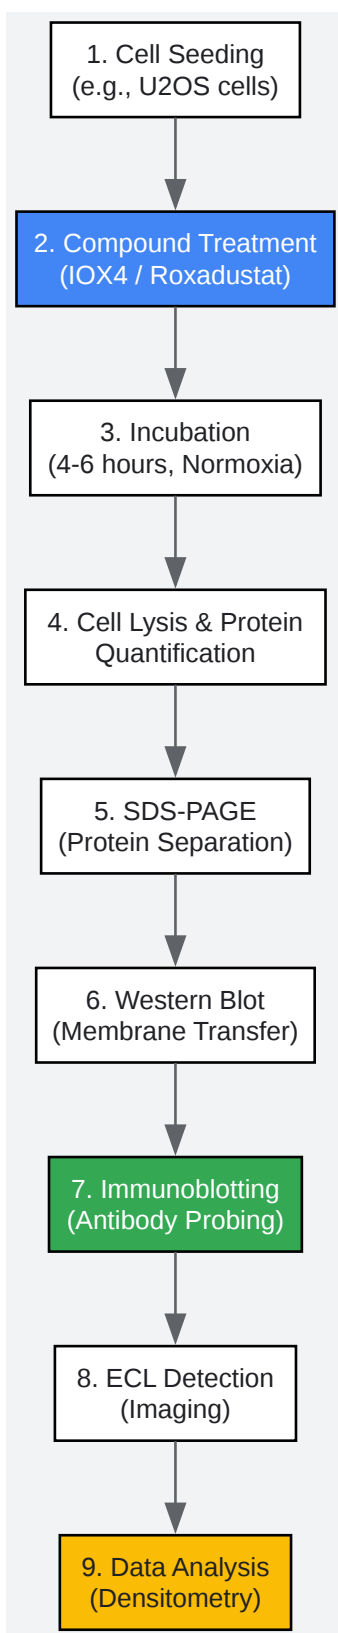 1. Cell Seeding
(e.g., U2OS cells)
2. Compound Treatment
(IOX4 / Roxadustat)
3. Incubation
(4-6 hours, Normoxia)
4. Cell Lysis & Protein
Quantification
5. SDS-PAGE
(Protein Separation)
6. Western Blot
(Membrane Transfer)
7. Immunoblotting
(Antibody Probing)
8. ECL Detection
(Imaging)
9. Data Analysis
(Densitometry)